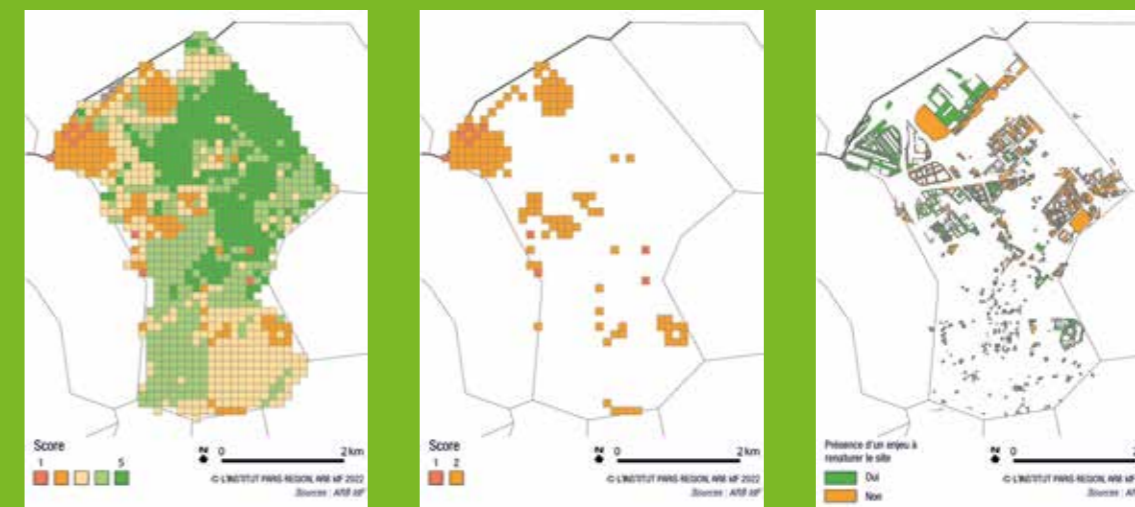 Score
1 5
0 2 km
© L'INSTITUT PARIS REGION, ARB IdF 2022
Sources : ARB IdF
Score
1 2
0 2 km
© L'INSTITUT PARIS REGION, ARB IdF 2022
Sources : ARB IdF
Présence d'un enjeu à
renaturer le site
Oui
Non
0 2
© L'INSTITUT PARIS REGION, ARB IdF
Sources : ARB